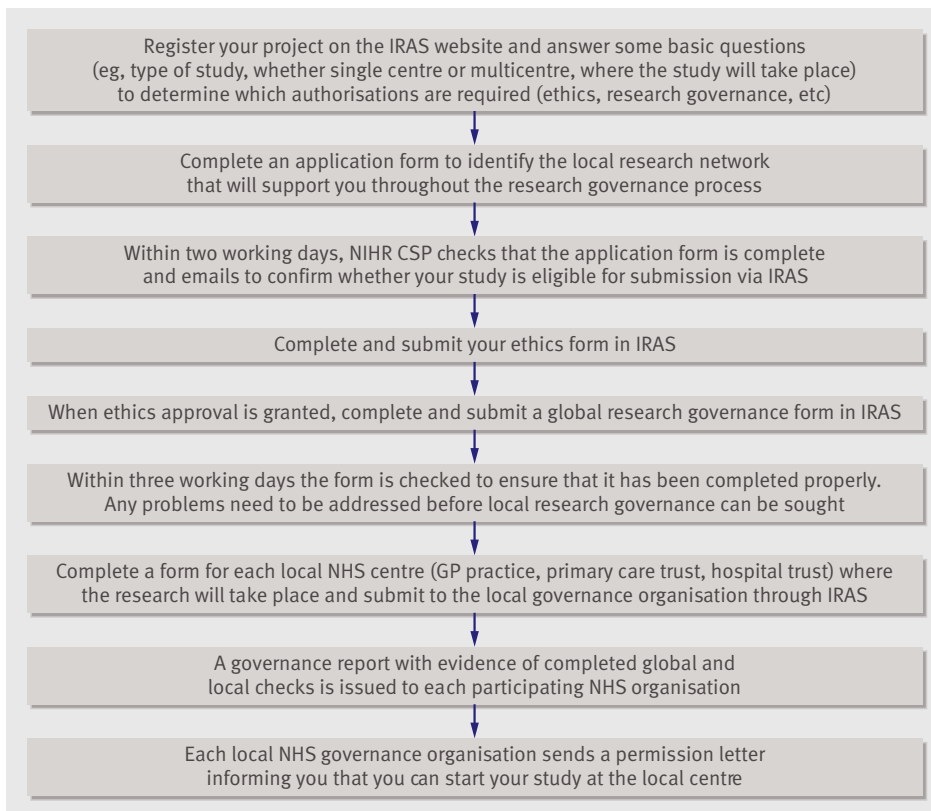 Register your project on the IRAS website and answer some basic questions
(eg, type of study, whether single centre or multicentre, where the study will take place)
to determine which authorisations are required (ethics, research governance, etc)
Complete an application form to identify the local research network
that will support you throughout the research governance process
Within two working days, NIHR CSP checks that the application form is complete
and emails to confirm whether your study is eligible for submission via IRAS
Complete and submit your ethics form in IRAS
When ethics approval is granted, complete and submit a global research governance form in IRAS
Within three working days the form is checked to ensure that it has been completed properly.
Any problems need to be addressed before local research governance can be sought
Complete a form for each local NHS centre (GP practice, primary care trust, hospital trust) where
the research will take place and submit to the local governance organisation through IRAS
A governance report with evidence of completed global and
local checks is issued to each participating NHS organisation
Each local NHS governance organisation sends a permission letter
informing you that you can start your study at the local centre